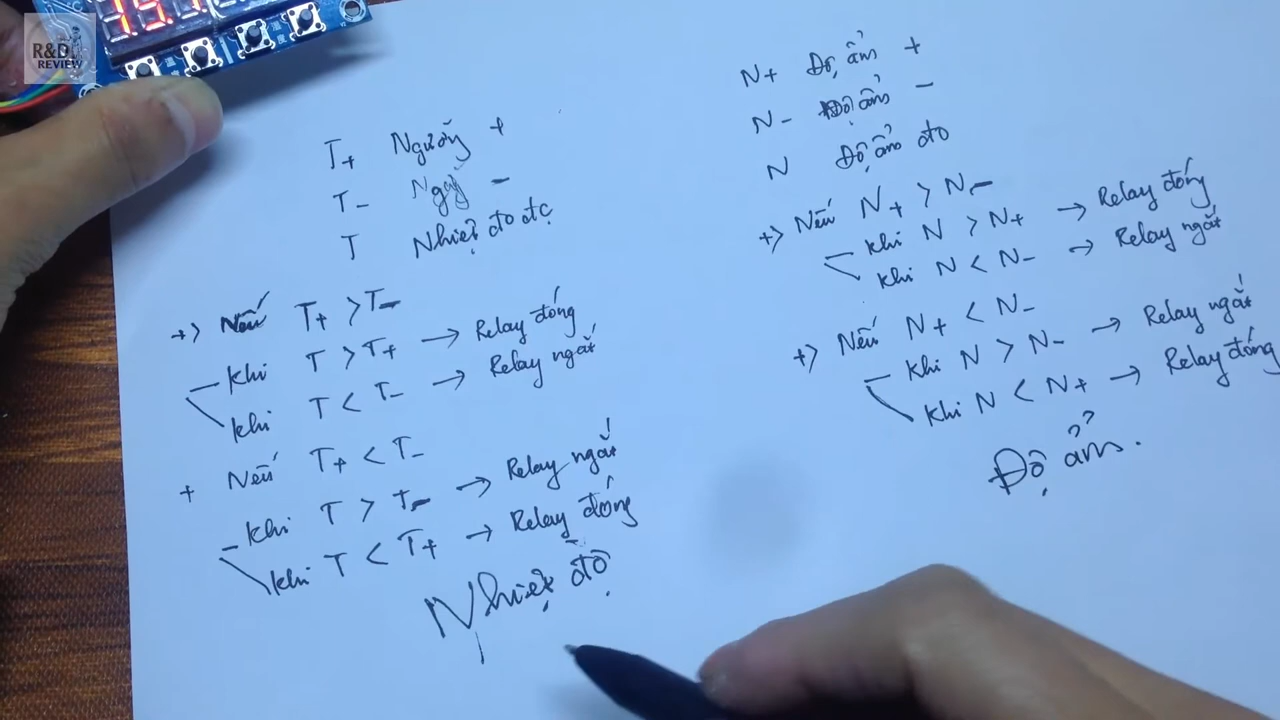 R&D
REVIEW
T+ Ngưỡng +
T- Ngg -
T Nhiệt đo đc
+) Nếu T+ > T-
- Khi T > T+ → Relay đóng
Khi T < T- → Relay ngắt
+ Nếu T+ < T-
- Khi T > T- → Relay ngắt
Khi T < T+ → Relay đóng
Nhiệt độ
N+ Độ ẩm +
N- Độ ẩm -
N Độ ẩm đo
+) Nếu N+ > N-
Khi N > N+ → Relay đóng
Khi N < N- → Relay ngắt
+) Nếu N+ < N-
- Khi N > N- → Relay ngắt
Khi N < N+ → Relay đóng
Độ ẩm.